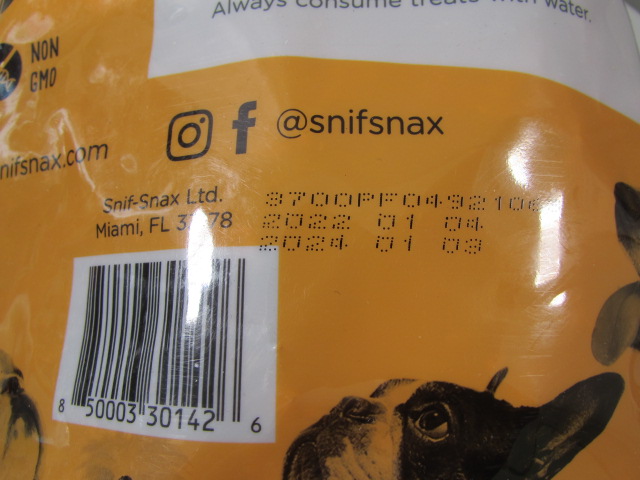 Always consume treats with water.
NON
GMO
@snifsnax
nifsnax.com
Snif-Snax Ltd.
Miami, FL
2022 01 04
2024 01 03
8 50003 30142 6